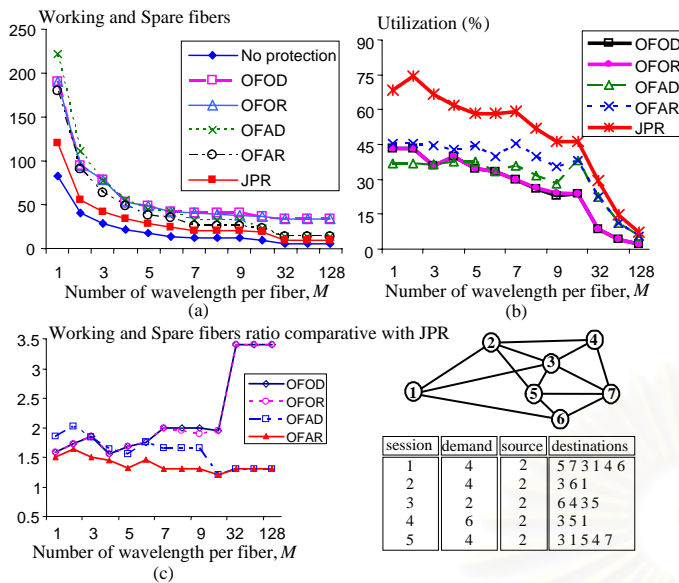 Working and Spare fibers
250
200
150
100
50
0
No protection
OFOD
OFOR
OFAD
OFAR
JPR
1 3 5 7 9 32 128
Number of wavelength per fiber, M
(a)
Utilization (%)
90
75
60
45
30
15
0
OFOD
OFOR
OFAD
OFAR
JPR
1 3 5 7 9 32 128
Number of wavelength per fiber, M
(b)
Working and Spare fibers ratio comparative with JPR
3.5
3
2.5
2
1.5
1
0.5
OFOD
OFOR
OFAD
OFAR
1 3 5 7 9 32 128
Number of wavelength per fiber, M
(c)
2
4
3
1
5
7
6
session demand source destinations
1 4 2 5 7 3 1 4 6
2 4 2 3 6 1
3 2 2 6 4 3 5
4 6 2 3 5 1
5 4 2 3 1 5 4 7